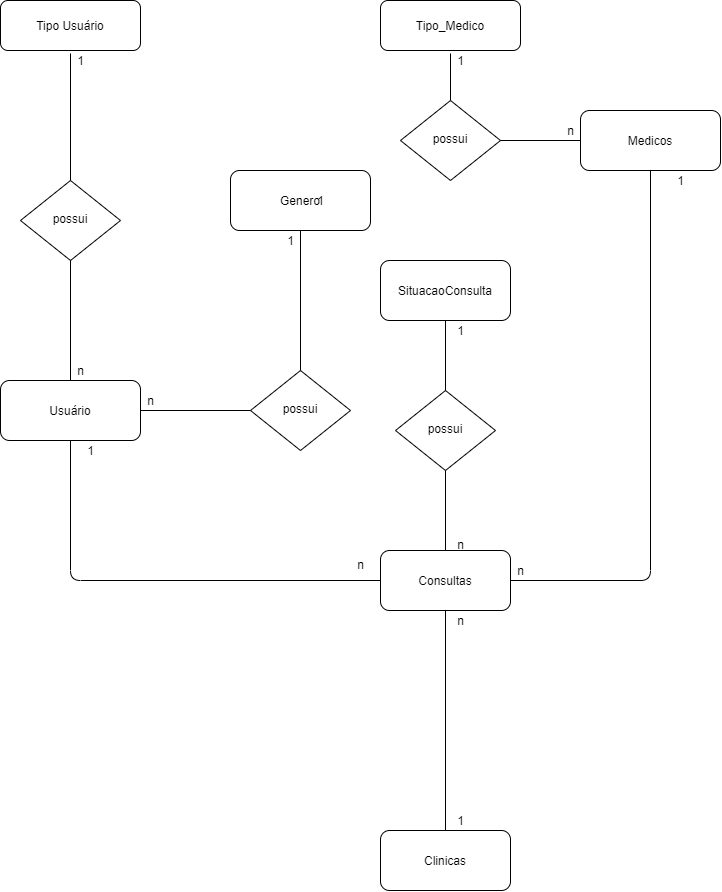 Tipo Usuário
Tipo_Medico
1
1
possui
n
Medicos
1
Genero1
possui
1
SituacaoConsulta
1
n
Usuário
n
possui
possui
1
n
n
n
Consultas
n
1
Clinicas